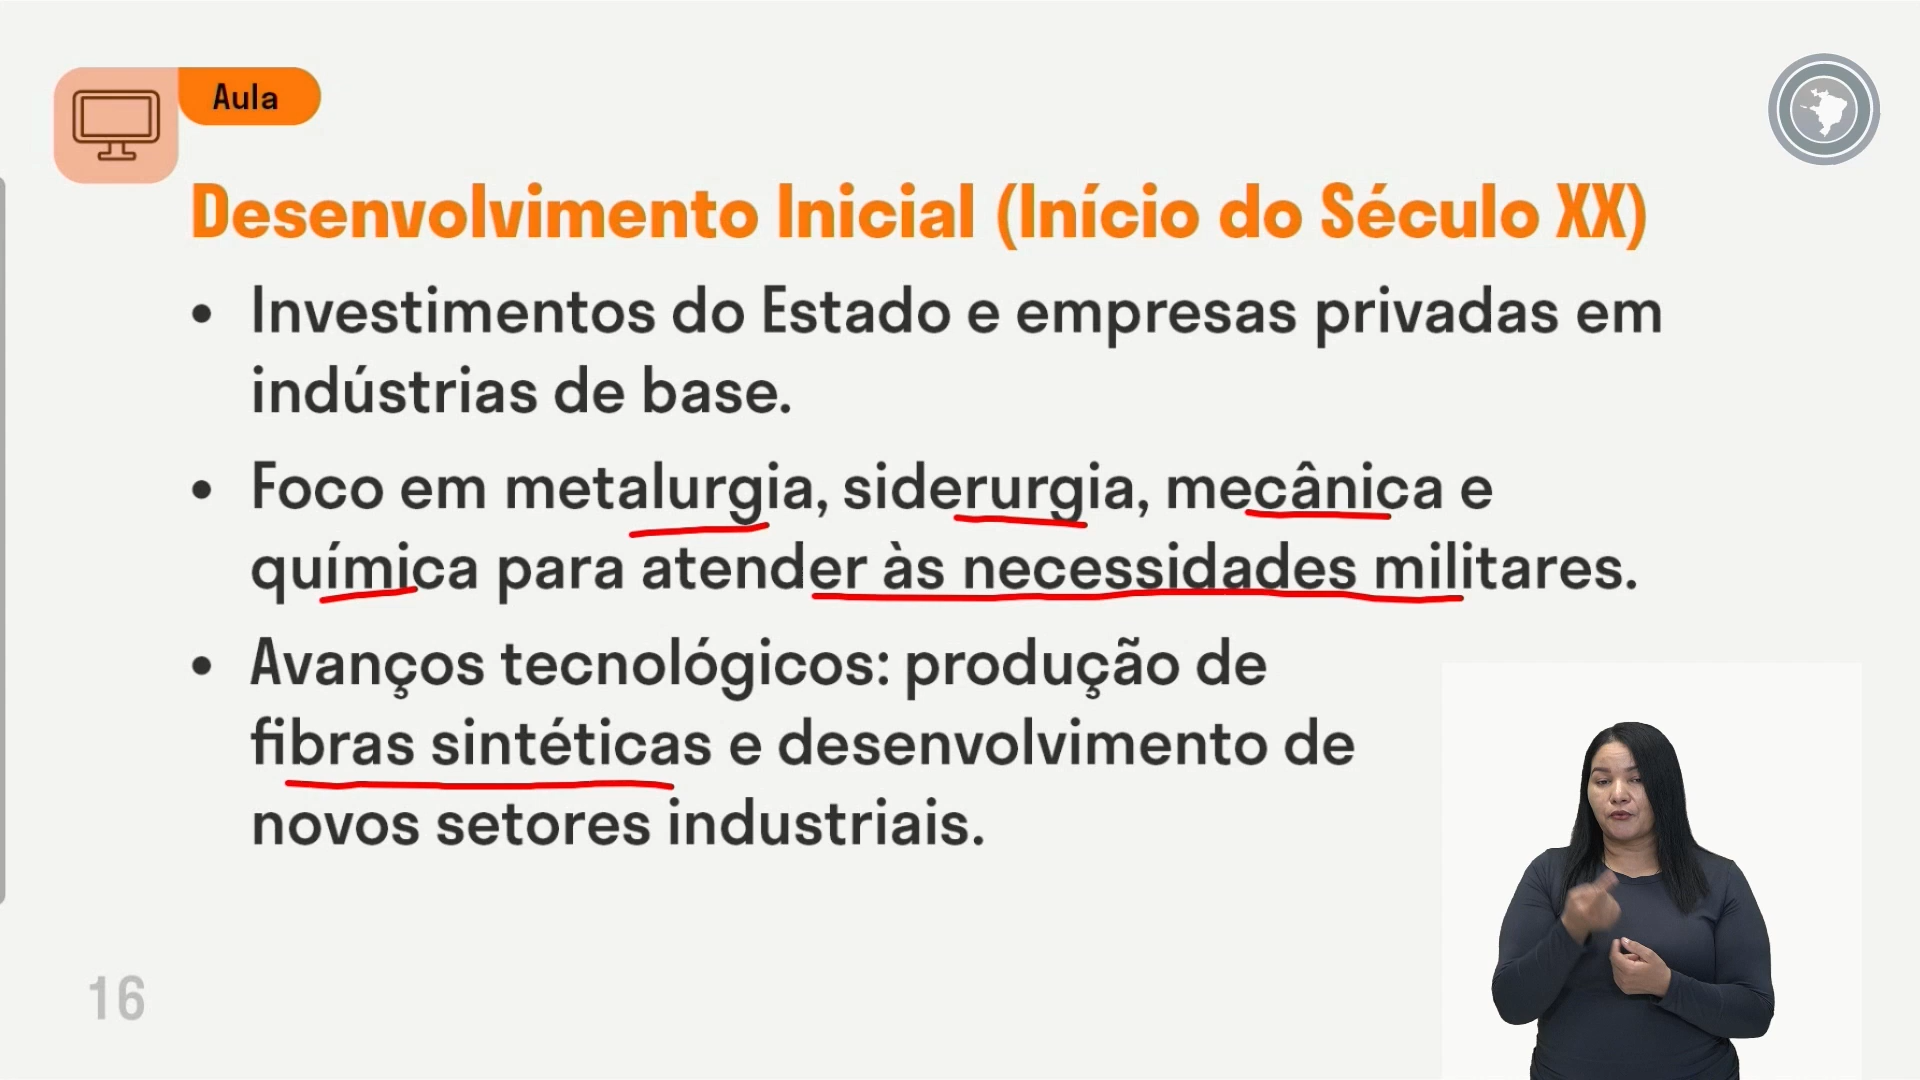 Aula
Desenvolvimento Inicial (Início do Século XX)
• Investimentos do Estado e empresas privadas em
indústrias de base.
• Foco em metalurgia, siderurgia, mecânica e
química para atender às necessidades militares.
• Avanços tecnológicos: produção de
fibras sintéticas e desenvolvimento de
novos setores industriais.
16